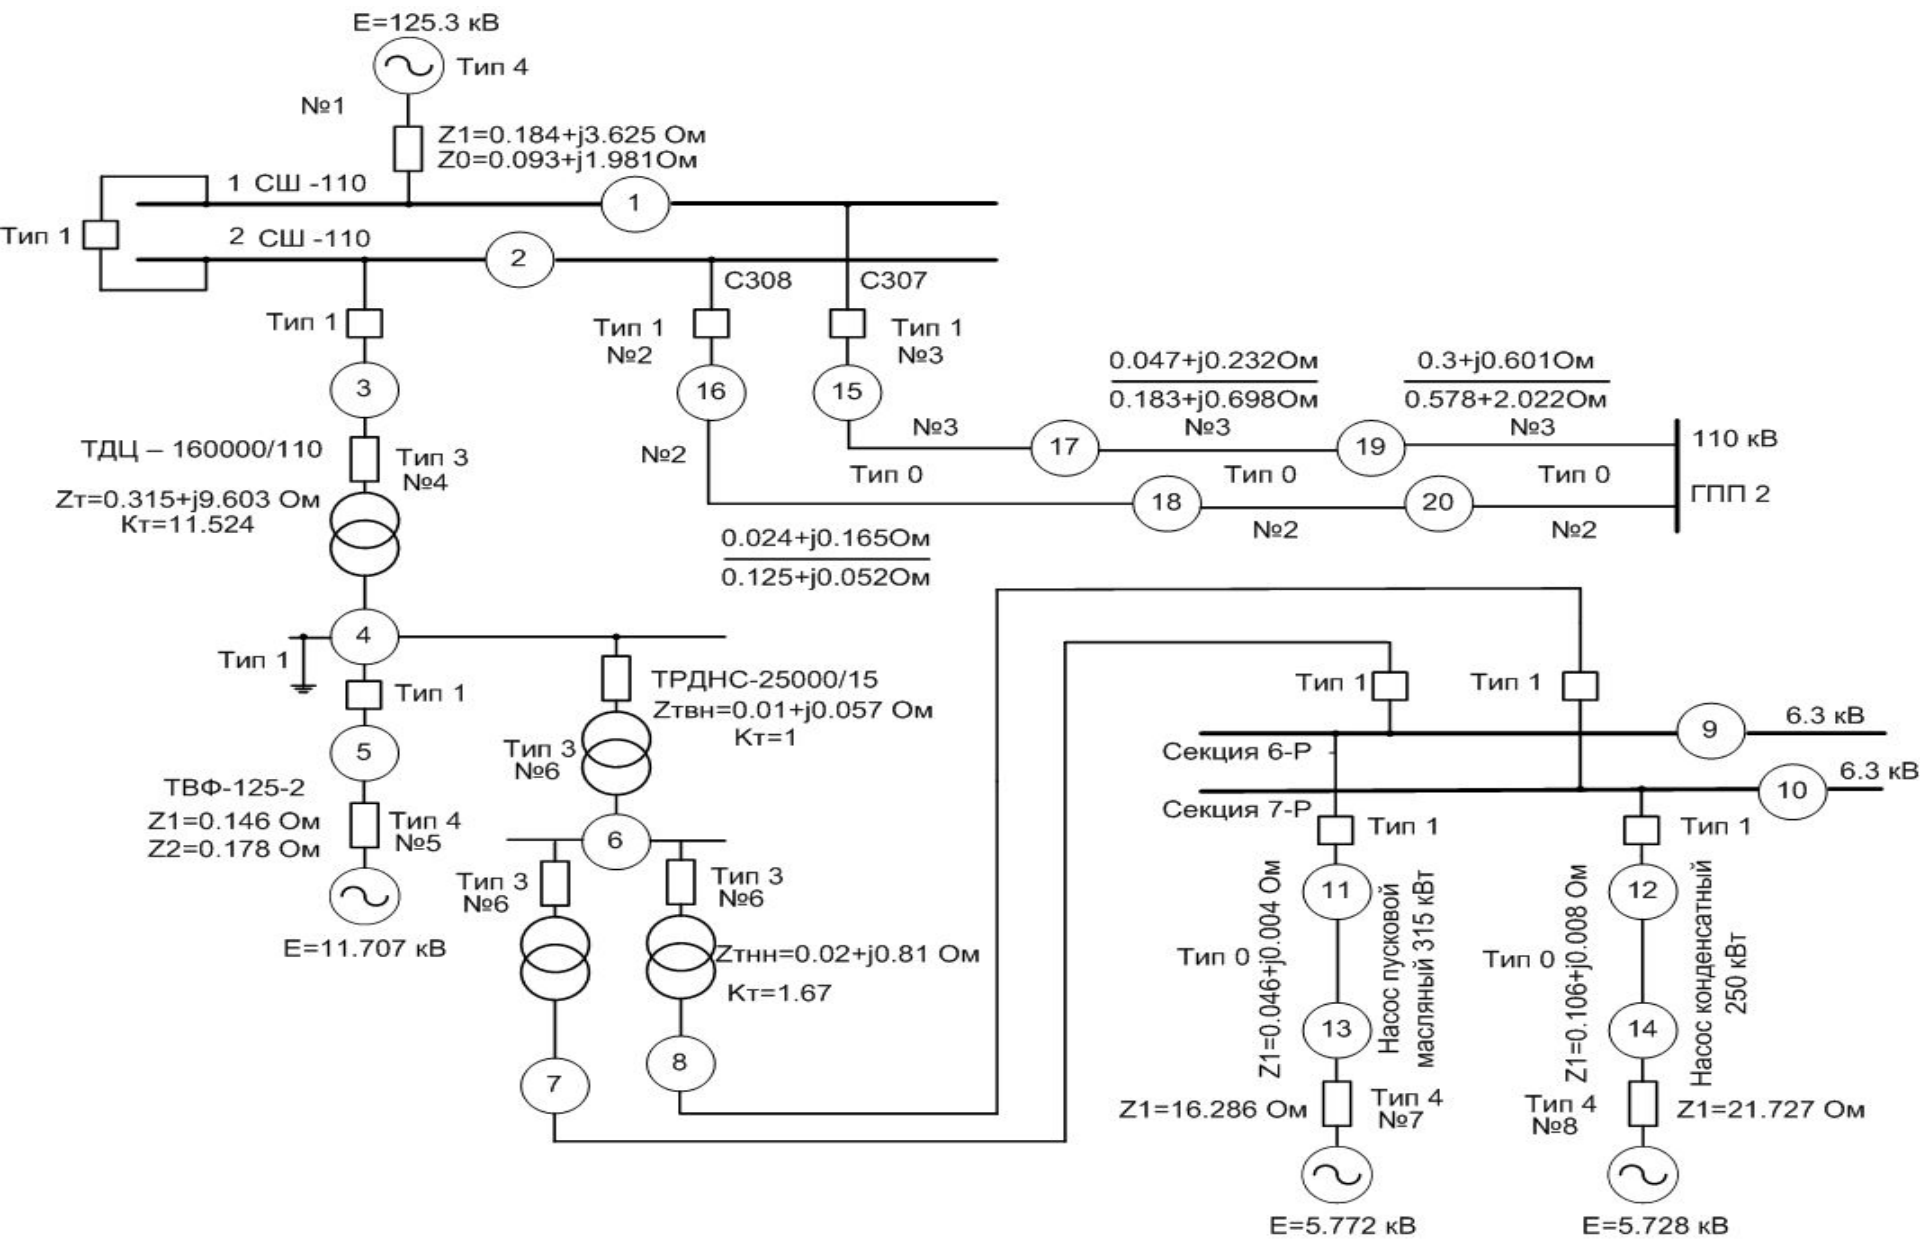 E=125.3 кВ
Тип 4
№1
Z1=0.184+j3.625 Ом
Z0=0.093+j1.981Ом
1 СШ -110
1
Тип 1
2 СШ -110
2
С308
С307
Тип 1
Тип 1
№2
Тип 1
№3
3
16
15
0.047+j0.232Ом
0.183+j0.698Ом
0.3+j0.601Ом
0.578+2.022Ом
№3
№3
№3
17
19
110 кВ
ГПП 2
№2
Тип 0
Тип 0
Тип 0
18
20
№2
№2
ТДЦ – 160000/110
Тип 3
№4
Zт=0.315+j9.603 Ом
Кт=11.524
0.024+j0.165Ом
0.125+j0.052Ом
4
Тип 1
Тип 1
ТРДНС-25000/15
Zтвн=0.01+j0.057 Ом
Кт=1
Тип 3
№6
5
ТВФ-125-2
Z1=0.146 Ом
Z2=0.178 Ом
Тип 4
№5
E=11.707 кВ
6
Тип 3
№6
Тип 3
№6
Zтнн=0.02+j0.81 Ом
Кт=1.67
7
8
Тип 1
Тип 1
9
6.3 кВ
Секция 6-Р
10
6.3 кВ
Секция 7-Р
Тип 1
Тип 1
11
12
Тип 0
Z1=0.046+j0.004 Ом
Насос пусковой
масляный 315 кВт
Тип 0
Z1=0.106+j0.008 Ом
Насос конденсатный
250 кВт
13
14
Z1=16.286 Ом
Тип 4
№7
Тип 4
№8
Z1=21.727 Ом
E=5.772 кВ
E=5.728 кВ